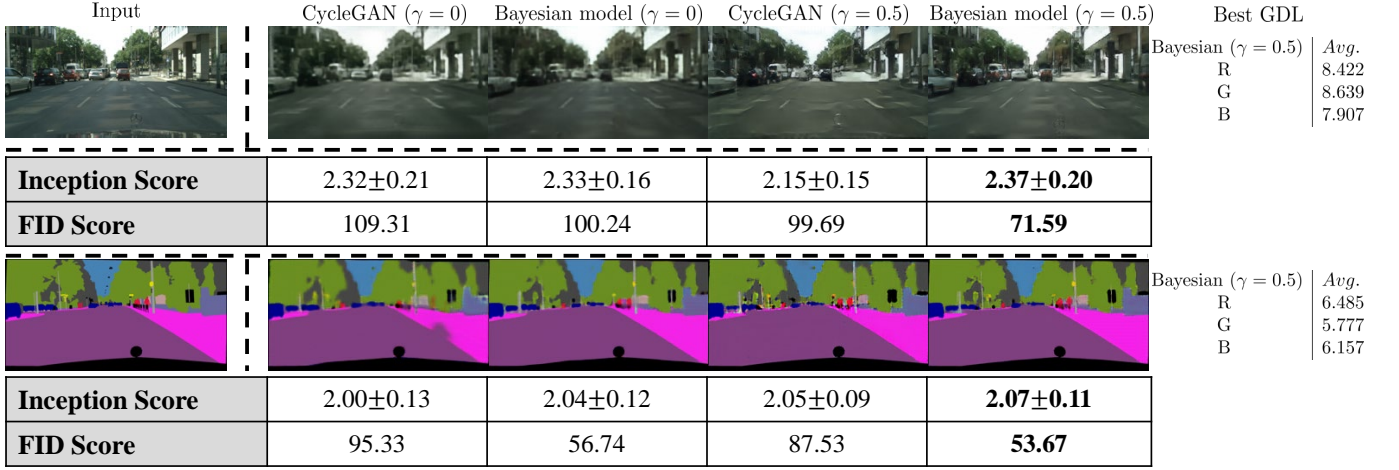 Input CycleGAN (γ = 0) Bayesian model (γ = 0) CycleGAN (γ = 0.5) Bayesian model (γ = 0.5) Best GDL
Bayesian (γ = 0.5) Avg.
R 8.422
G 8.639
B 7.907
Inception Score 2.32±0.21 2.33±0.16 2.15±0.15 2.37±0.20
FID Score 109.31 100.24 99.69 71.59
Bayesian (γ = 0.5) Avg.
R 6.485
G 5.777
B 6.157
Inception Score 2.00±0.13 2.04±0.12 2.05±0.09 2.07±0.11
FID Score 95.33 56.74 87.53 53.67